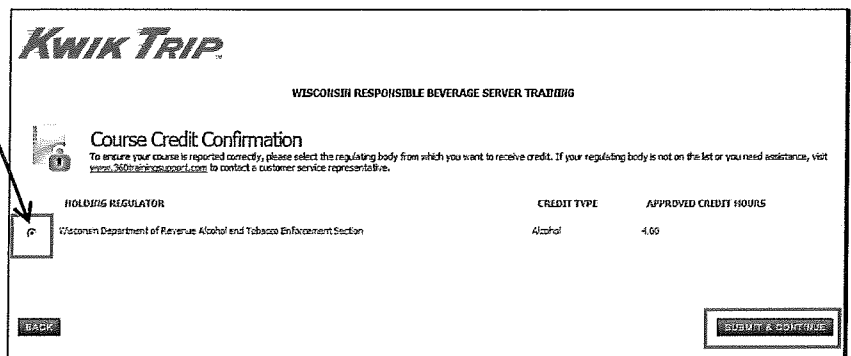 KWIK TRIP
WISCONSIN RESPONSIBLE BEVERAGE SERVER TRAINING
Course Credit Confirmation
To ensure your course is reported correctly, please select the regulating body from which you want to receive credit. If your regulating body is not on the list or you need assistance, visit
www.360trainingsupport.com to contact a customer service representative.
HOLDING REGULATOR CREDIT TYPE APPROVED CREDIT HOURS
Wisconsin Department of Revenue Alcohol and Tobacco Enforcement Section Alcohol 4.00
BACK SUBMIT & CONTINUE